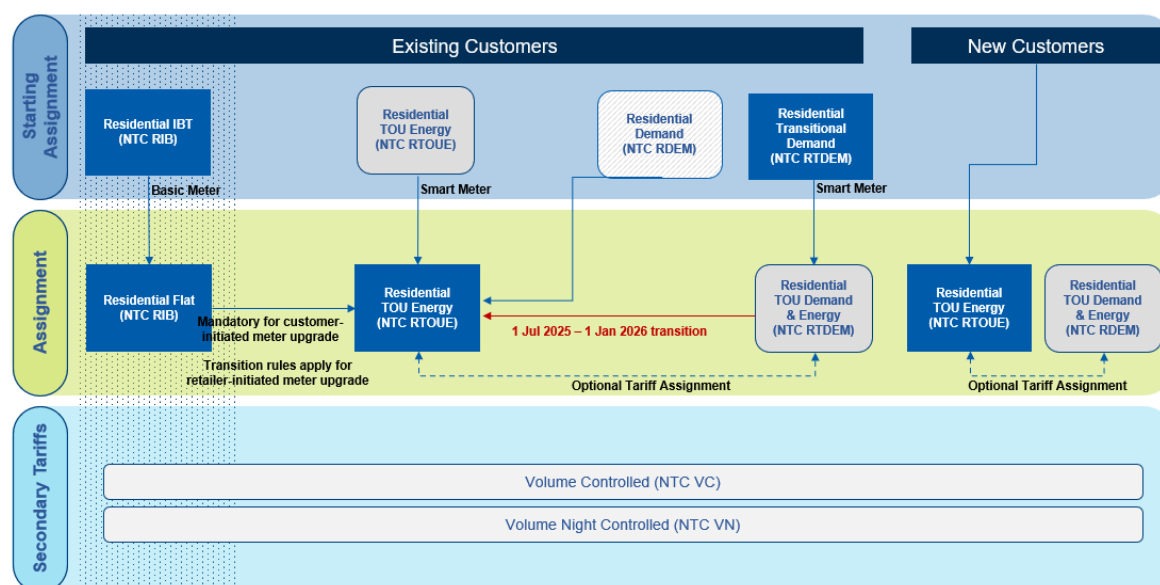 Starting
Assignment
Existing Customers
New Customers
Residential IBT
(NTC RIB)
Residential
TOU Energy
(NTC RTOUE)
Residential
Demand
(NTC RDEM)
Residential
Transitional
Demand
(NTC RTDEM)
Basic Meter
Smart Meter
Smart Meter
Assignment
Residential Flat
(NTC RIB)
Mandatory for customer-
initiated meter upgrade
Transition rules apply for
retailer-initiated meter upgrade
Residential
TOU Energy
(NTC RTOUE)
1 Jul 2025 – 1 Jan 2026 transition
Residential
TOU Demand
& Energy
(NTC RTDEM)
Optional Tariff Assignment
Residential
TOU Energy
(NTC RTOUE)
Residential
TOU Demand
& Energy
(NTC RDEM)
Optional Tariff Assignment
Secondary Tariffs
Volume Controlled (NTC VC)
Volume Night Controlled (NTC VN)